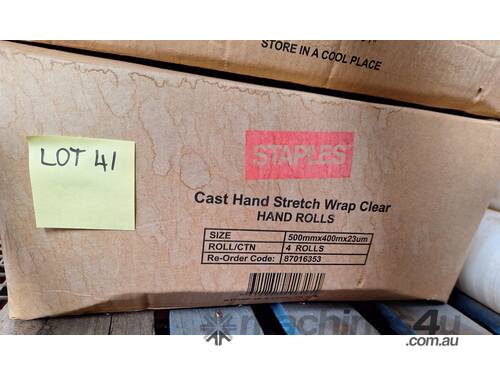 STORE IN A COOL PLACE
LOT 41
STAPLES
Cast Hand Stretch Wrap Clear
HAND ROLLS
SIZE 500mmx400mx23um
ROLL/CTN 4 ROLLS
Re-Order Code: 87016353
machines4u
.com.au